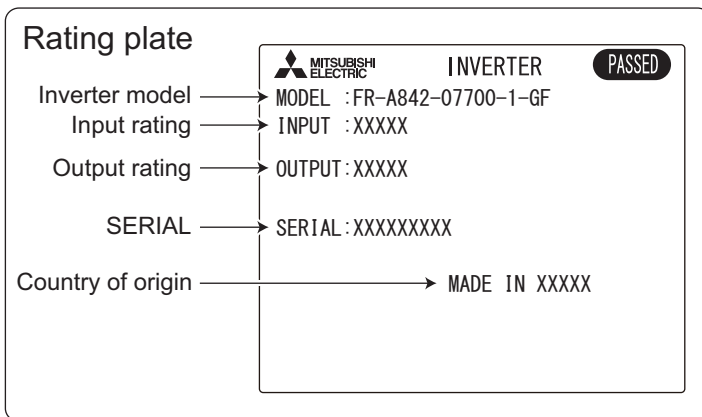 Rating plate
MITSUBISHI
ELECTRIC
INVERTER
PASSED
Inverter model
MODEL :FR-A842-07700-1-GF
Input rating
INPUT :XXXXX
Output rating
OUTPUT:XXXXX
SERIAL
SERIAL:XXXXXXXXX
Country of origin
MADE IN XXXXX